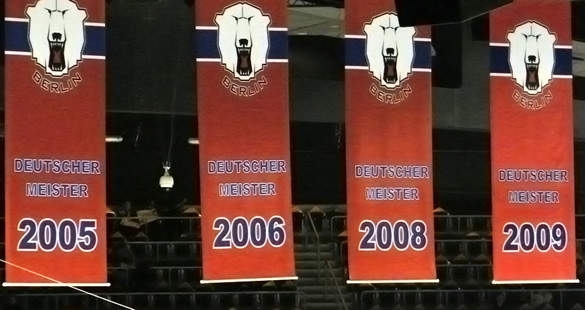 BERLIN
DEUTSCHER
MEISTER
2005
BERLIN
DEUTSCHER
MEISTER
2006
BERLIN
DEUTSCHER
MEISTER
2008
BERLIN
DEUTSCHER
MEISTER
2009